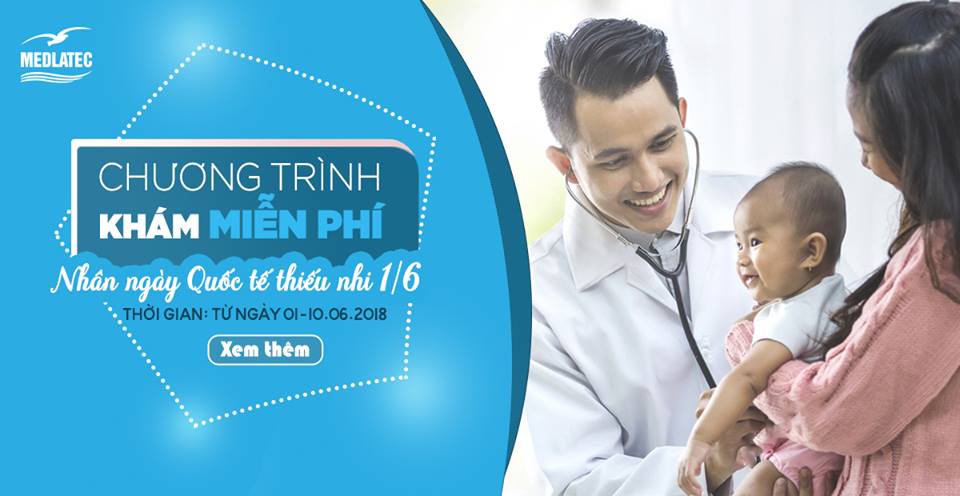 MEDLATEC
CHƯƠNG TRÌNH
KHÁM MIỄN PHÍ
Nhân ngày Quốc tế thiếu nhi 1/6
THỜI GIAN: TỪ NGÀY 01-10.06.2018
Xem thêm